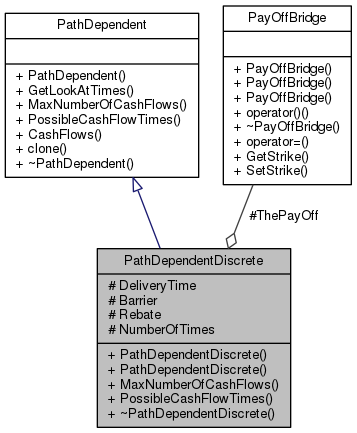 PathDependent
+ PathDependent()
+ GetLookAtTimes()
+ MaxNumberOfCashFlows()
+ PossibleCashFlowTimes()
+ CashFlows()
+ clone()
+ ~PathDependent()
PayOffBridge
+ PayOffBridge()
+ PayOffBridge()
+ PayOffBridge()
+ operator()()
+ ~PayOffBridge()
+ operator=()
+ GetStrike()
+ SetStrike()
#ThePayOff
PathDependentDiscrete
# DeliveryTime
# Barrier
# Rebate
# NumberOfTimes
+ PathDependentDiscrete()
+ PathDependentDiscrete()
+ MaxNumberOfCashFlows()
+ PossibleCashFlowTimes()
+ ~PathDependentDiscrete()